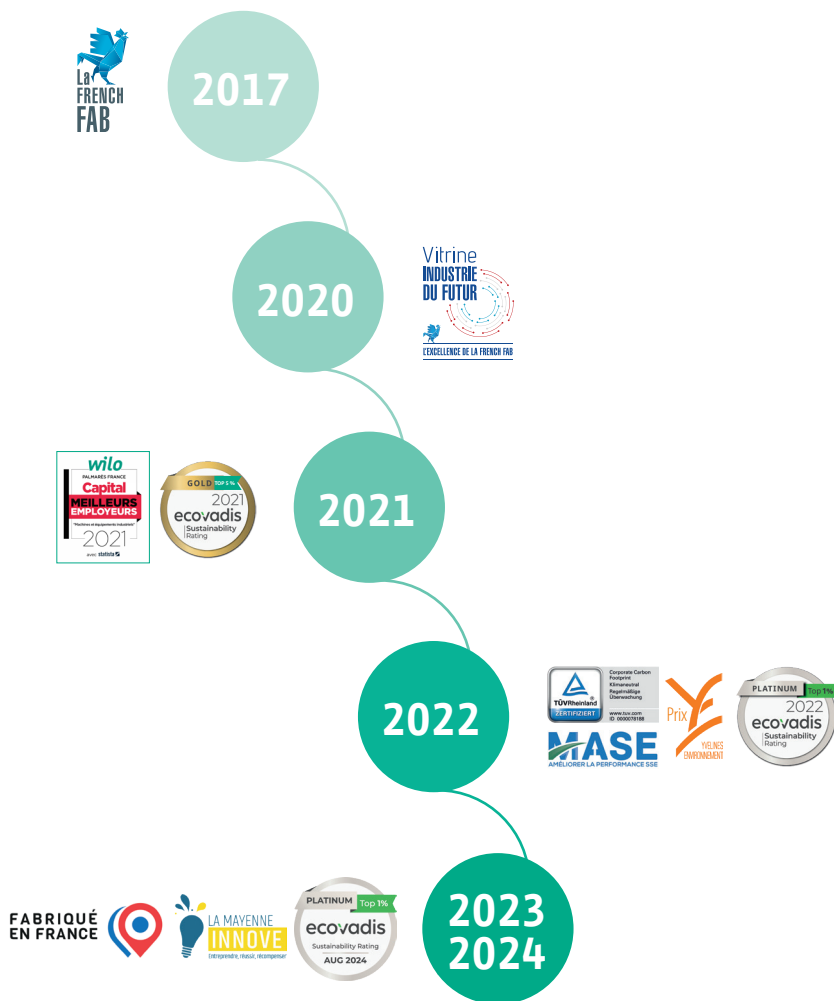 La
FRENCH
FAB
2017
2020
Vitrine
INDUSTRIE
DU FUTUR
L'EXCELLENCE DE LA FRENCH FAB
wilo
PALMARÈS FRANCE
Capital
MEILLEURS
EMPLOYEURS
"Machines et équipements industriels"
2021
avec statista
GOLD TOP 5 %
2021
ecovadis
Sustainability
Rating
2021
2022
TÜVRheinland
ZERTIFIZIERT
Corporate Carbon
Footprint
Klimaneutral
Regelmäßige
Überwachung
www.tuv.com
ID 0000078188
MASE
AMÉLIORER LA PERFORMANCE SSE
Prix
YVELINES
ENVIRONNEMENT
PLATINUM Top 1%
2022
ecovadis
Sustainability
Rating
FABRIQUÉ
EN FRANCE
LA MAYENNE
INNOVE
Entreprendre, réussir, récompenser
PLATINUM Top 1%
ecovadis
Sustainability Rating
AUG 2024
2023
2024